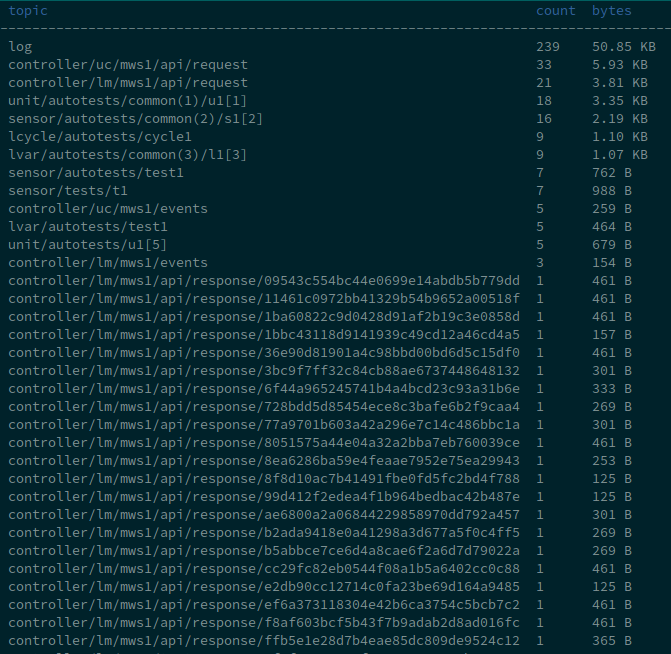 topic count bytes
log 239 50.85 KB
controller/uc/mws1/api/request 33 5.93 KB
controller/lm/mws1/api/request 21 3.81 KB
unit/autotests/common(1)/u1[1] 18 3.35 KB
sensor/autotests/common(2)/s1[2] 16 2.19 KB
lcycle/autotests/cycle1 9 1.10 KB
lvar/autotests/common(3)/l1[3] 9 1.07 KB
sensor/autotests/test1 7 762 B
sensor/tests/t1 7 988 B
controller/uc/mws1/events 5 259 B
lvar/autotests/test1 5 464 B
unit/autotests/u1[5] 5 679 B
controller/lm/mws1/events 3 154 B
controller/lm/mws1/api/response/09543c554bc44e0699e14abdb5b779dd 1 461 B
controller/lm/mws1/api/response/11461c0972bb41329b54b9652a00518f 1 461 B
controller/lm/mws1/api/response/1ba60822c9d0428d91af2b19c3e0858d 1 461 B
controller/lm/mws1/api/response/1bbc43118d9141939c49cd12a46cd4a5 1 157 B
controller/lm/mws1/api/response/36e90d81901a4c98bbd00bd6d5c15df0 1 461 B
controller/lm/mws1/api/response/3bc9f7ff32c84cb88ae6737448648132 1 301 B
controller/lm/mws1/api/response/6f44a965245741b4a4bcd23c93a31b6e 1 333 B
controller/lm/mws1/api/response/728bdd5d85454ece8c3bafe6b2f9caa4 1 269 B
controller/lm/mws1/api/response/77a9701b603a42a296e7c14c486bbc1a 1 301 B
controller/lm/mws1/api/response/8051575a44e04a32a2bba7eb760039ce 1 461 B
controller/lm/mws1/api/response/8ea6286ba59e4feaae7952e75ea29943 1 253 B
controller/lm/mws1/api/response/8f8d10ac7b41491fbe0fd5fc2bd4f788 1 125 B
controller/lm/mws1/api/response/99d412f2edea4f1b964bedbac42b487e 1 125 B
controller/lm/mws1/api/response/ae6800a2a06844229858970dd792a457 1 301 B
controller/lm/mws1/api/response/b2ada9418e0a41298a3d677a5f0c4ff5 1 269 B
controller/lm/mws1/api/response/b5abbce7ce6d4a8cae6f2a6d7d79022a 1 269 B
controller/lm/mws1/api/response/cc29fc82eb0544f08a1b5a6402cc0c88 1 461 B
controller/lm/mws1/api/response/e2db90cc12714c0fa23be69d164a9485 1 125 B
controller/lm/mws1/api/response/ef6a373118304e42b6ca3754c5bcb7c2 1 461 B
controller/lm/mws1/api/response/f8af603bcf5b43f7b9adab2d8ad016fc 1 461 B
controller/lm/mws1/api/response/ffb5e1e28d7b4eae85dc809de9524c12 1 365 B